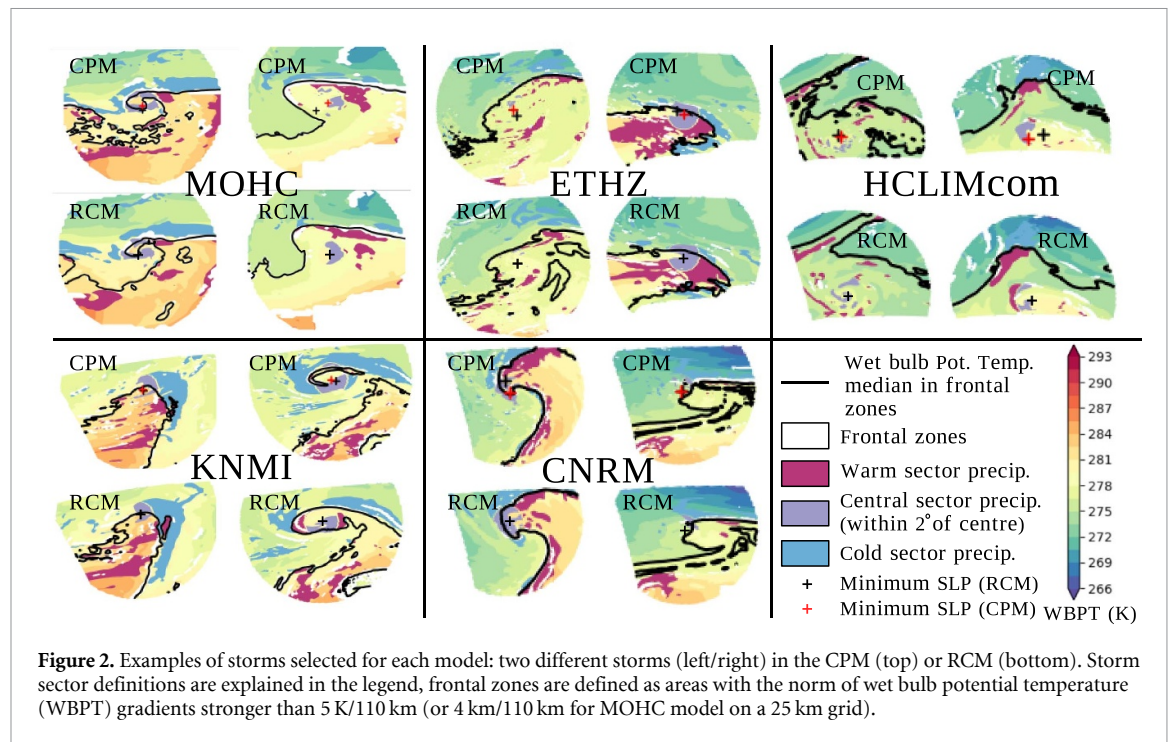 CPM
CPM
MOHC
RCM
RCM
CPM
CPM
ETHZ
RCM
RCM
CPM
CPM
HCLIMcom
RCM
RCM
CPM
CPM
KNMI
RCM
RCM
CPM
CPM
CNRM
RCM
RCM
Wet bulb Pot. Temp.
median in frontal
zones
Frontal zones
Warm sector precip.
Central sector precip.
(within 2°of centre)
Cold sector precip.
Minimum SLP (RCM)
Minimum SLP (CPM)
293
290
287
284
281
278
275
272
269
266
WBPT (K)
Figure 2. Examples of storms selected for each model: two different storms (left/right) in the CPM (top) or RCM (bottom). Storm
sector definitions are explained in the legend, frontal zones are defined as areas with the norm of wet bulb potential temperature
(WBPT) gradients stronger than 5 K/110 km (or 4 km/110 km for MOHC model on a 25 km grid).